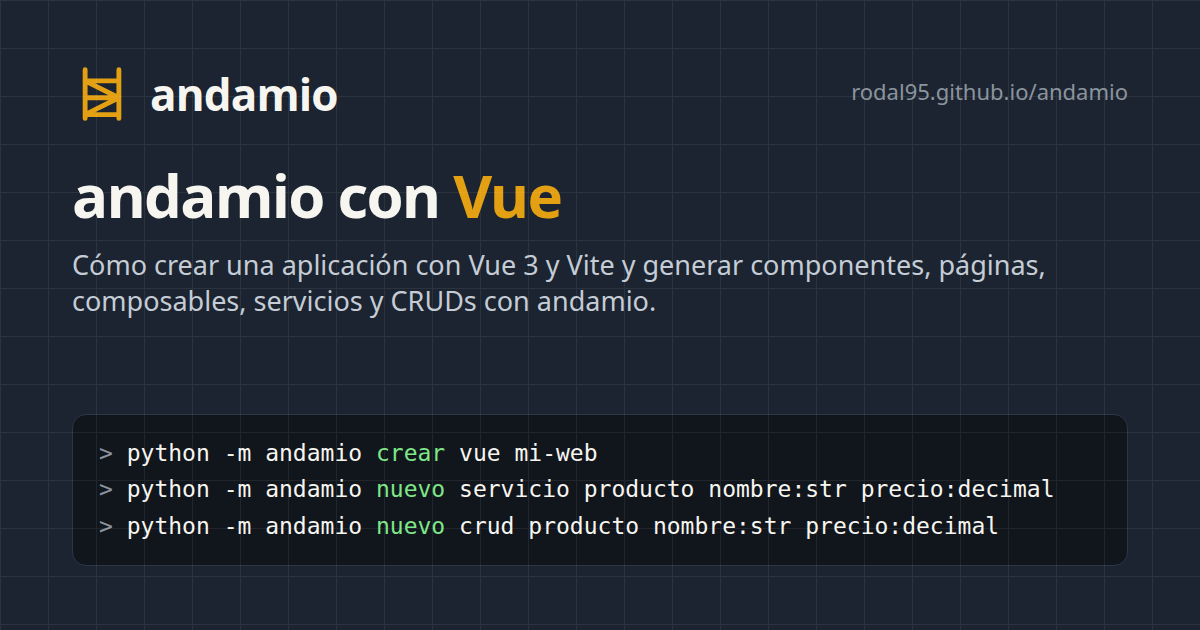 andamio
rodal95.github.io/andamio
andamio con Vue
Cómo crear una aplicación con Vue 3 y Vite y generar componentes, páginas,
composables, servicios y CRUDs con andamio.
> python -m andamio crear vue mi-web
> python -m andamio nuevo servicio producto nombre:str precio:decimal
> python -m andamio nuevo crud producto nombre:str precio:decimal